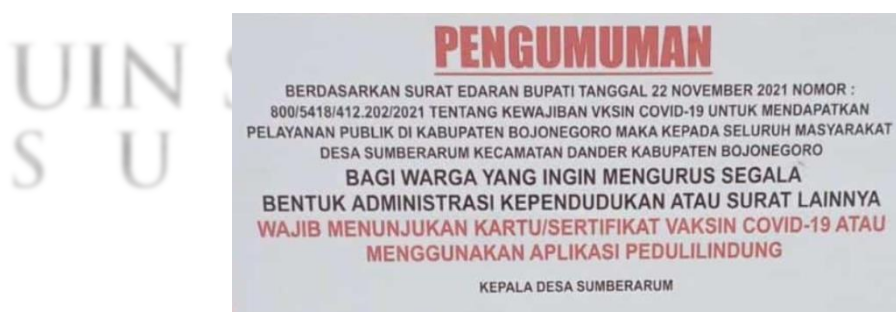 UIN S
S U
PENGUMUMAN
BERDASARKAN SURAT EDARAN BUPATI TANGGAL 22 NOVEMBER 2021 NOMOR :
800/5418/412.202/2021 TENTANG KEWAJIBAN VKSIN COVID-19 UNTUK MENDAPATKAN
PELAYANAN PUBLIK DI KABUPATEN BOJONEGORO MAKA KEPADA SELURUH MASYARAKAT
DESA SUMBERARUM KECAMATAN DANDER KABUPATEN BOJONEGORO
BAGI WARGA YANG INGIN MENGURUS SEGALA
BENTUK ADMINISTRASI KEPENDUDUKAN ATAU SURAT LAINNYA
WAJIB MENUNJUKAN KARTU/SERTIFIKAT VAKSIN COVID-19 ATAU
MENGGUNAKAN APLIKASI PEDULILINDUNG
KEPALA DESA SUMBERARUM